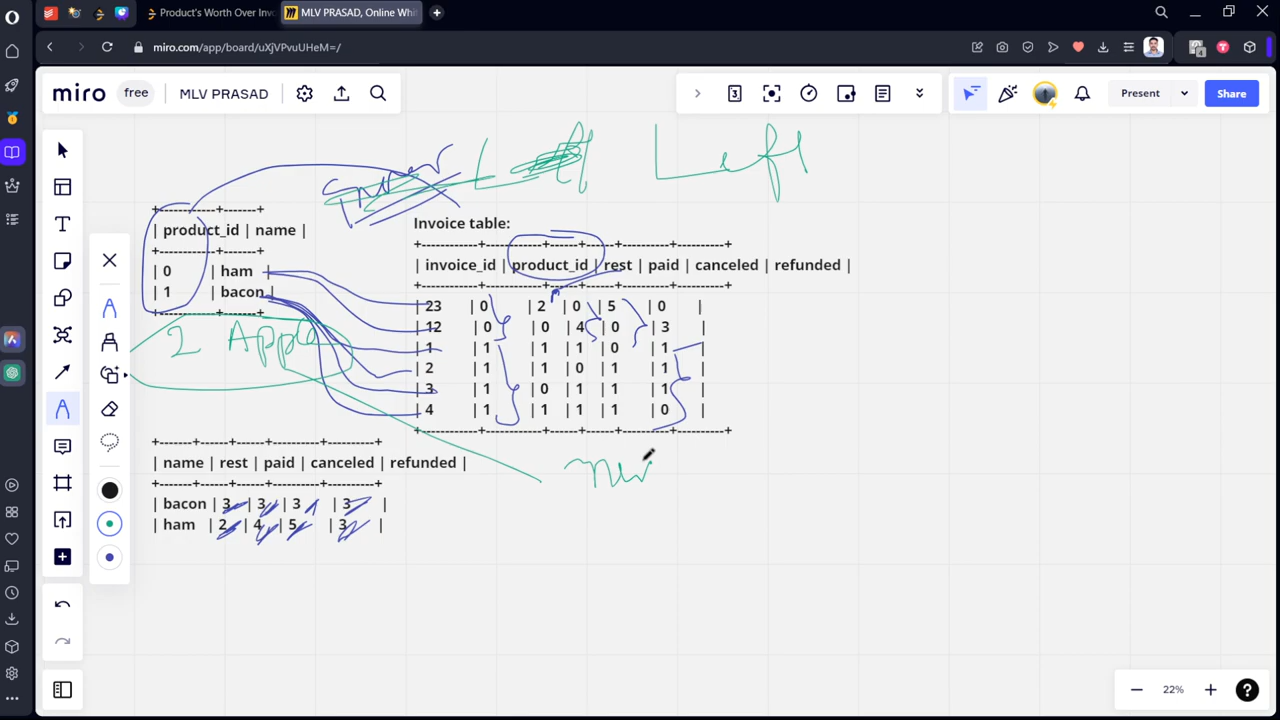 Product's Worth Over Inv
MLV PRASAD, Online Whi
miro.com/app/board/uXjVPvuUHeM=/
miro free MLV PRASAD
3
Present
Share
Left
+------------+-------+
| product_id | name |
+------------+-------+
| 0 | ham |
| 1 | bacon |
+------------+-------+
2 Apple
Invoice table:
+------------+------------+------+------+----------+----------+
| invoice_id | product_id | rest | paid | canceled | refunded |
+------------+------------+------+------+----------+----------+
| 23 | 0 | 2 | 0 | 5 | 0 |
| 12 | 0 | 0 | 4 | 0 | 3 |
| 1 | 1 | 1 | 1 | 0 | 1 |
| 2 | 1 | 1 | 0 | 1 | 1 |
| 3 | 1 | 0 | 1 | 1 | 1 |
| 4 | 1 | 1 | 1 | 1 | 0 |
+------------+------------+------+------+----------+----------+
+-------+------+------+----------+----------+
| name | rest | paid | canceled | refunded |
+-------+------+------+----------+----------+
| bacon | 3 | 3 | 3 | 3 |
| ham | 2 | 4 | 5 | 3 |
+-------+------+------+----------+----------+
22%